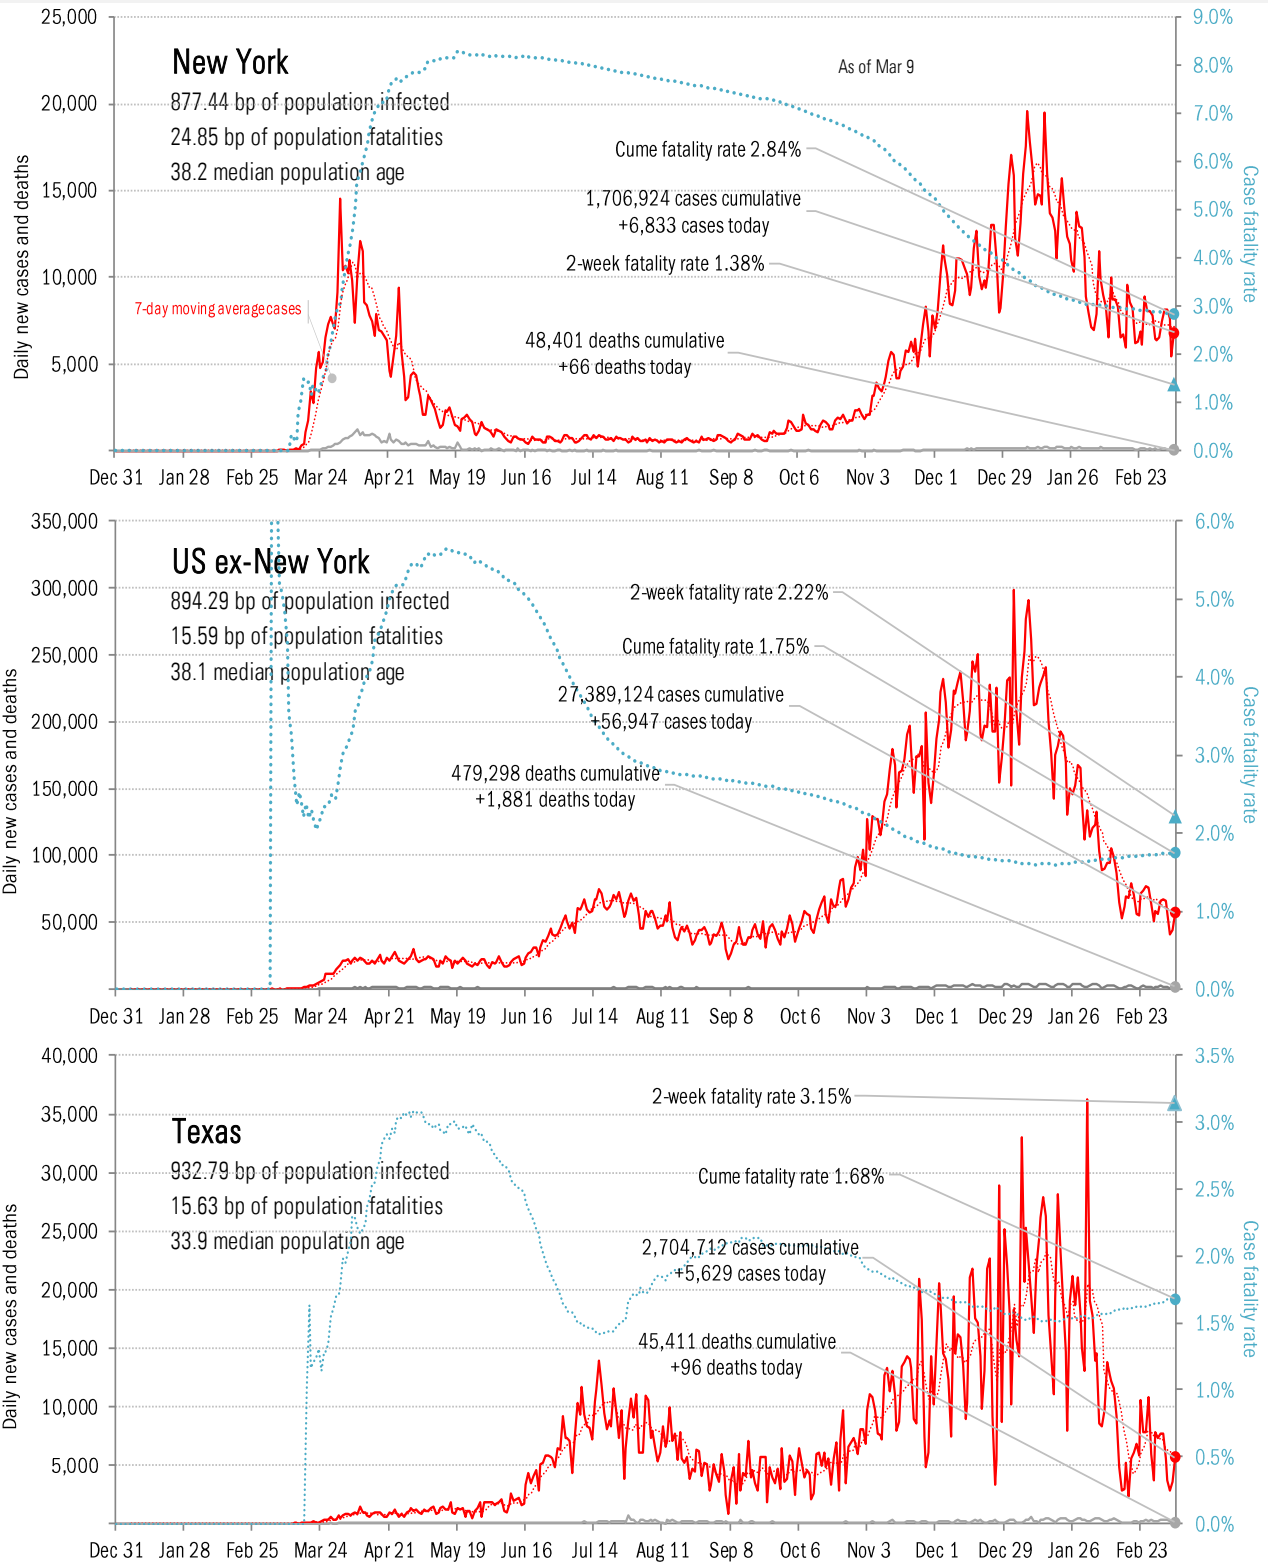 25,000
20,000
15,000
10,000
5,000
9.0%
8.0%
7.0%
6.0%
5.0%
4.0%
3.0%
2.0%
1.0%
0.0%
Daily new cases and deaths
Case fatality rate
New York
877.44 bp of population infected
24.85 bp of population fatalities
38.2 median population age
As of Mar 9
Cume fatality rate 2.84%
1,706,924 cases cumulative
+6,833 cases today
2-week fatality rate 1.38%
7-day moving average cases
48,401 deaths cumulative
+66 deaths today
Dec 31 Jan 28 Feb 25 Mar 24 Apr 21 May 19 Jun 16 Jul 14 Aug 11 Sep 8 Oct 6 Nov 3 Dec 1 Dec 29 Jan 26 Feb 23
350,000
300,000
250,000
200,000
150,000
100,000
50,000
6.0%
5.0%
4.0%
3.0%
2.0%
1.0%
0.0%
Daily new cases and deaths
Case fatality rate
US ex-New York
894.29 bp of population infected
15.59 bp of population fatalities
38.1 median population age
2-week fatality rate 2.22%
Cume fatality rate 1.75%
27,389,124 cases cumulative
+56,947 cases today
479,298 deaths cumulative
+1,881 deaths today
Dec 31 Jan 28 Feb 25 Mar 24 Apr 21 May 19 Jun 16 Jul 14 Aug 11 Sep 8 Oct 6 Nov 3 Dec 1 Dec 29 Jan 26 Feb 23
40,000
35,000
30,000
25,000
20,000
15,000
10,000
5,000
3.5%
3.0%
2.5%
2.0%
1.5%
1.0%
0.5%
0.0%
Daily new cases and deaths
Case fatality rate
Texas
932.79 bp of population infected
15.63 bp of population fatalities
33.9 median population age
2-week fatality rate 3.15%
Cume fatality rate 1.68%
2,704,712 cases cumulative
+5,629 cases today
45,411 deaths cumulative
+96 deaths today
Dec 31 Jan 28 Feb 25 Mar 24 Apr 21 May 19 Jun 16 Jul 14 Aug 11 Sep 8 Oct 6 Nov 3 Dec 1 Dec 29 Jan 26 Feb 23